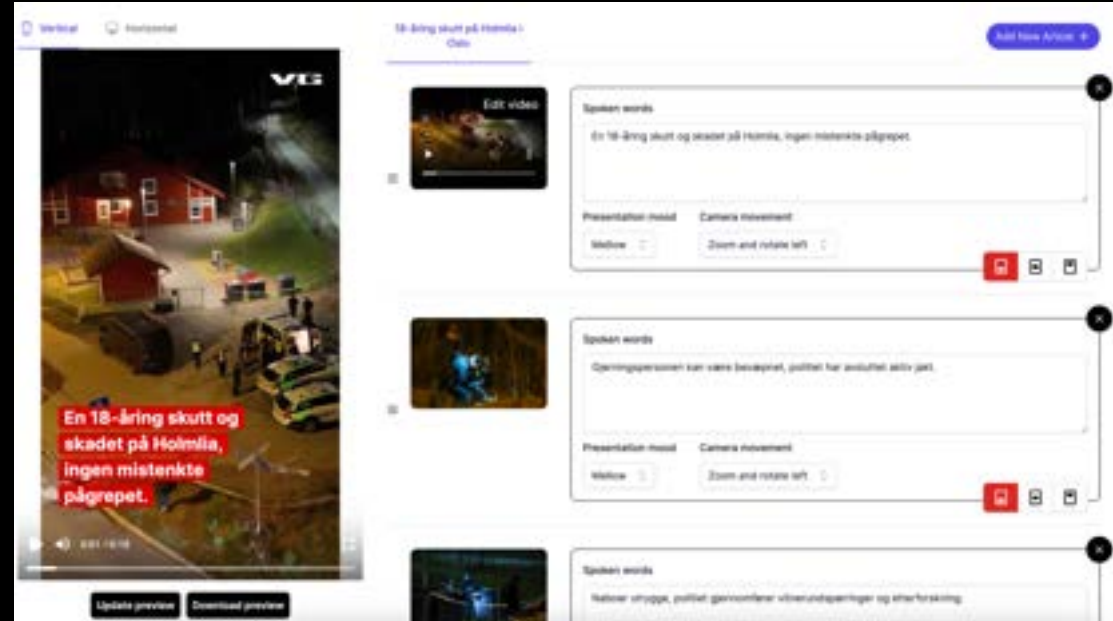 Vertical
Horizontal
18-åring skutt på Holmlia i
Oslo
Add New Article +
VG
En 18-åring skutt og
skadet på Holmlia,
ingen mistenkte
pågrepet.
Update preview
Download preview
Edit video
Spoken words
En 18-åring skutt og skadet på Holmlia, ingen mistenkte pågrepet.
Presentation mood
Camera movement
Mellow
Zoom and rotate left
Spoken words
Gjerningspersonen kan være bevæpnet, politiet har avsluttet aktiv jakt.
Presentation mood
Camera movement
Mellow
Zoom and rotate left
Spoken words
Naboer utrygge, politiet gjennomfører vitneundspørringer og etterforskning.